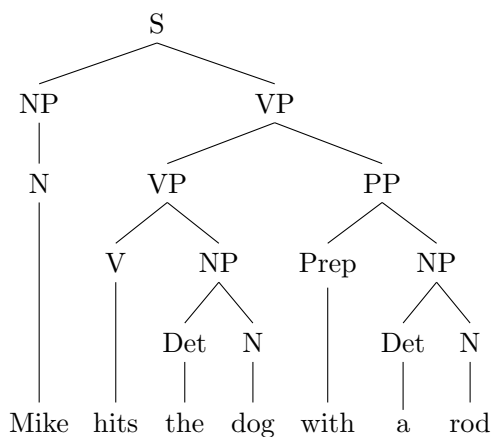 S
NP VP
N VP PP
V NP Prep NP
Det N Det N
Mike hits the dog with a rod